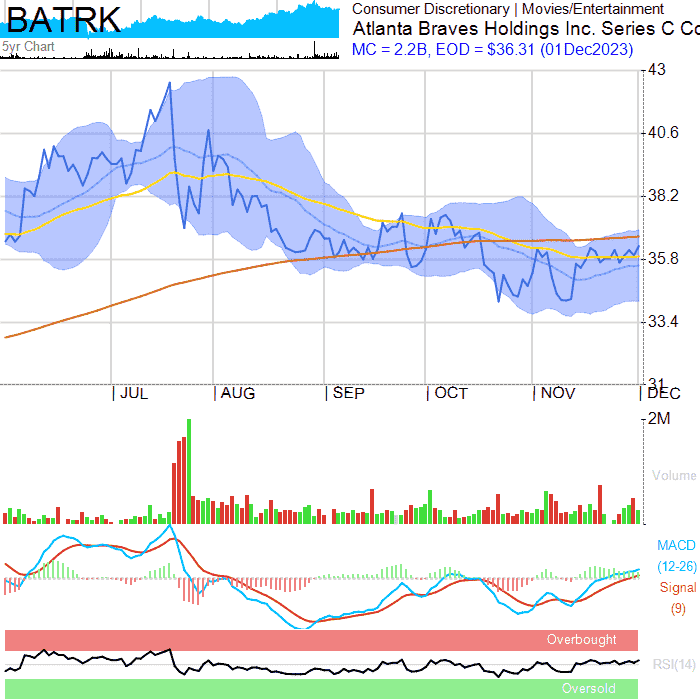 BATRK
Consumer Discretionary | Movies/Entertainment
Atlanta Braves Holdings Inc. Series C Co
5yr Chart
MC = 2.2B, EOD = $36.31 (01Dec2023)
43
40.6
38.2
35.8
33.4
31
JUL AUG SEP OCT NOV DEC
2M
Volume
MACD
(12-26)
Signal
(9)
Overbought
RSI(14)
Oversold